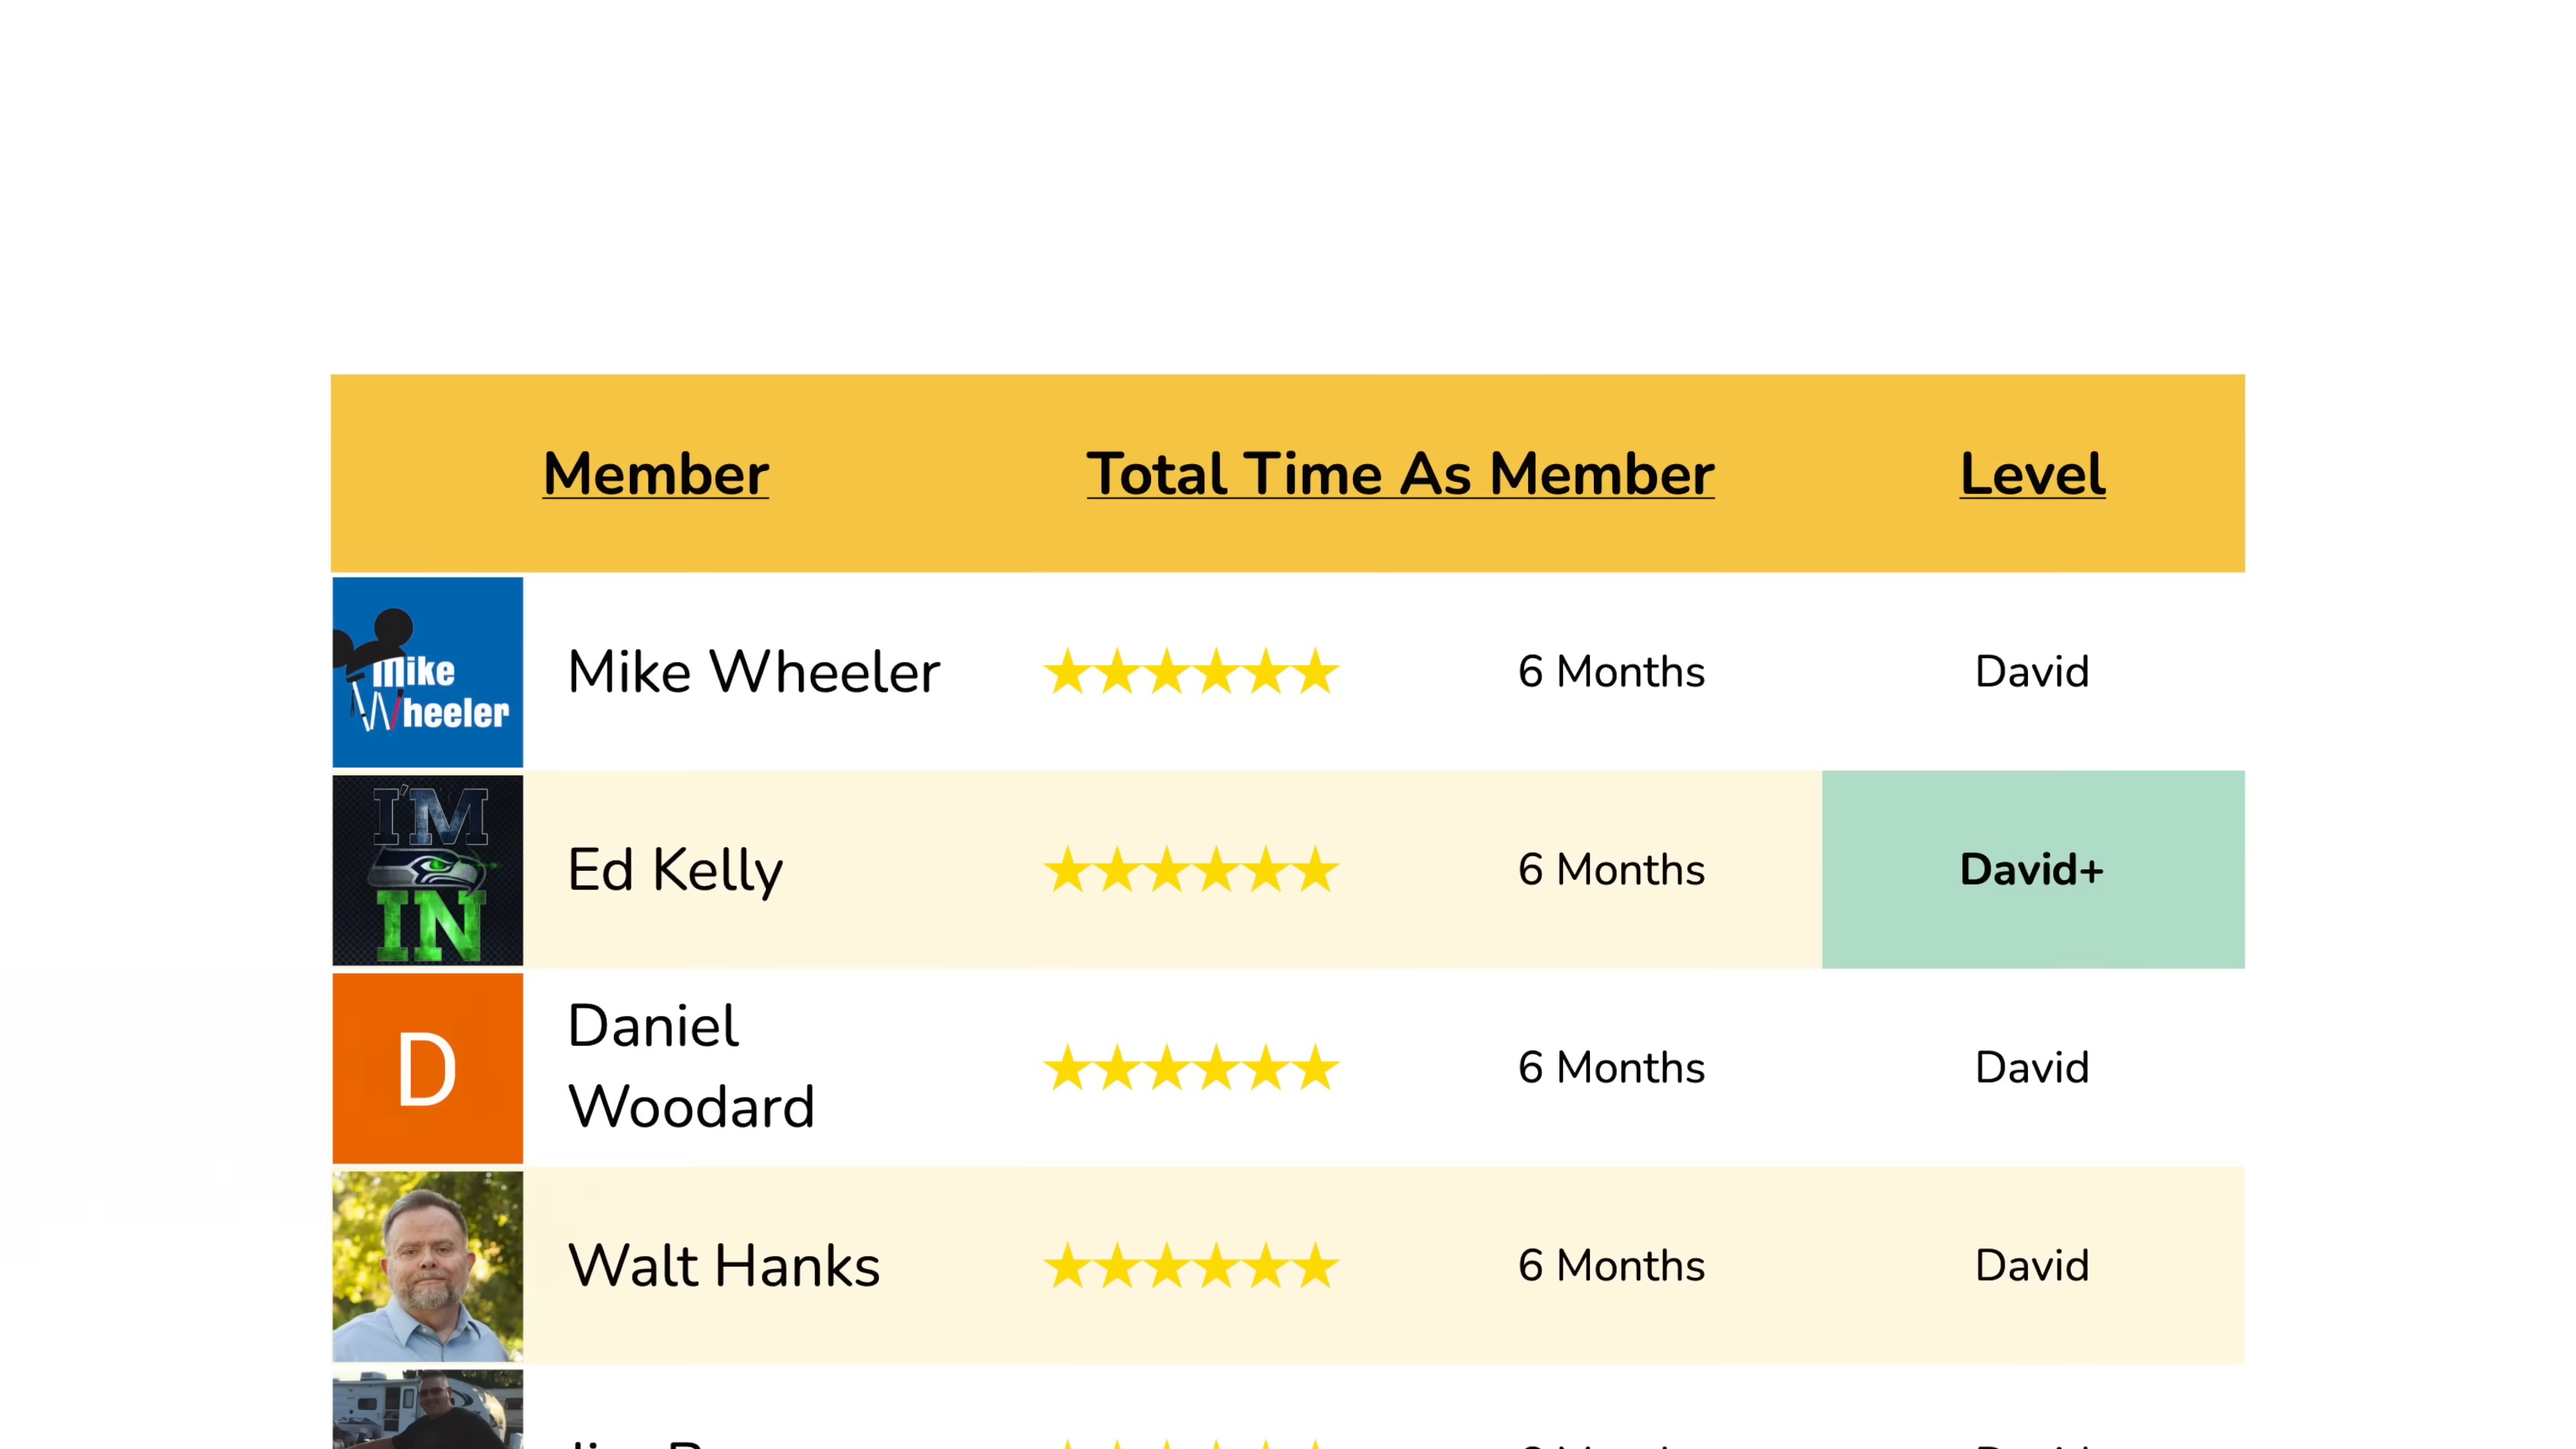 Member Total Time As Member Level
mike
Wheeler
Mike Wheeler ★★★★★★ 6 Months David
I'M
IN
Ed Kelly ★★★★★★ 6 Months David+
D
Daniel
Woodard
★★★★★★ 6 Months David
Walt Hanks ★★★★★★ 6 Months David